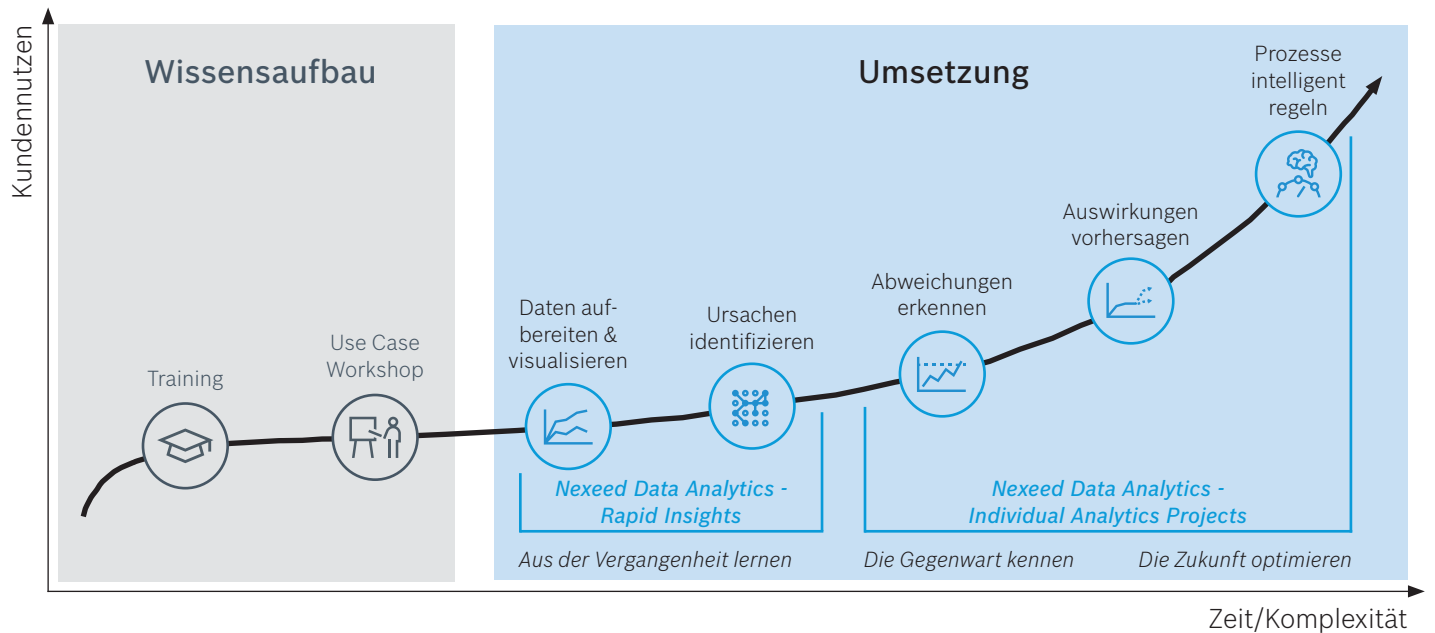 Kundennutzen
Wissensaufbau
Training
Use Case
Workshop
Umsetzung
Daten auf-
bereiten &
visualisieren
Ursachen
identifizieren
Abweichungen
erkennen
Auswirkungen
vorhersagen
Prozesse
intelligent
regeln
Nexeed Data Analytics -
Rapid Insights
Nexeed Data Analytics -
Individual Analytics Projects
Aus der Vergangenheit lernen
Die Gegenwart kennen
Die Zukunft optimieren
Zeit/Komplexität